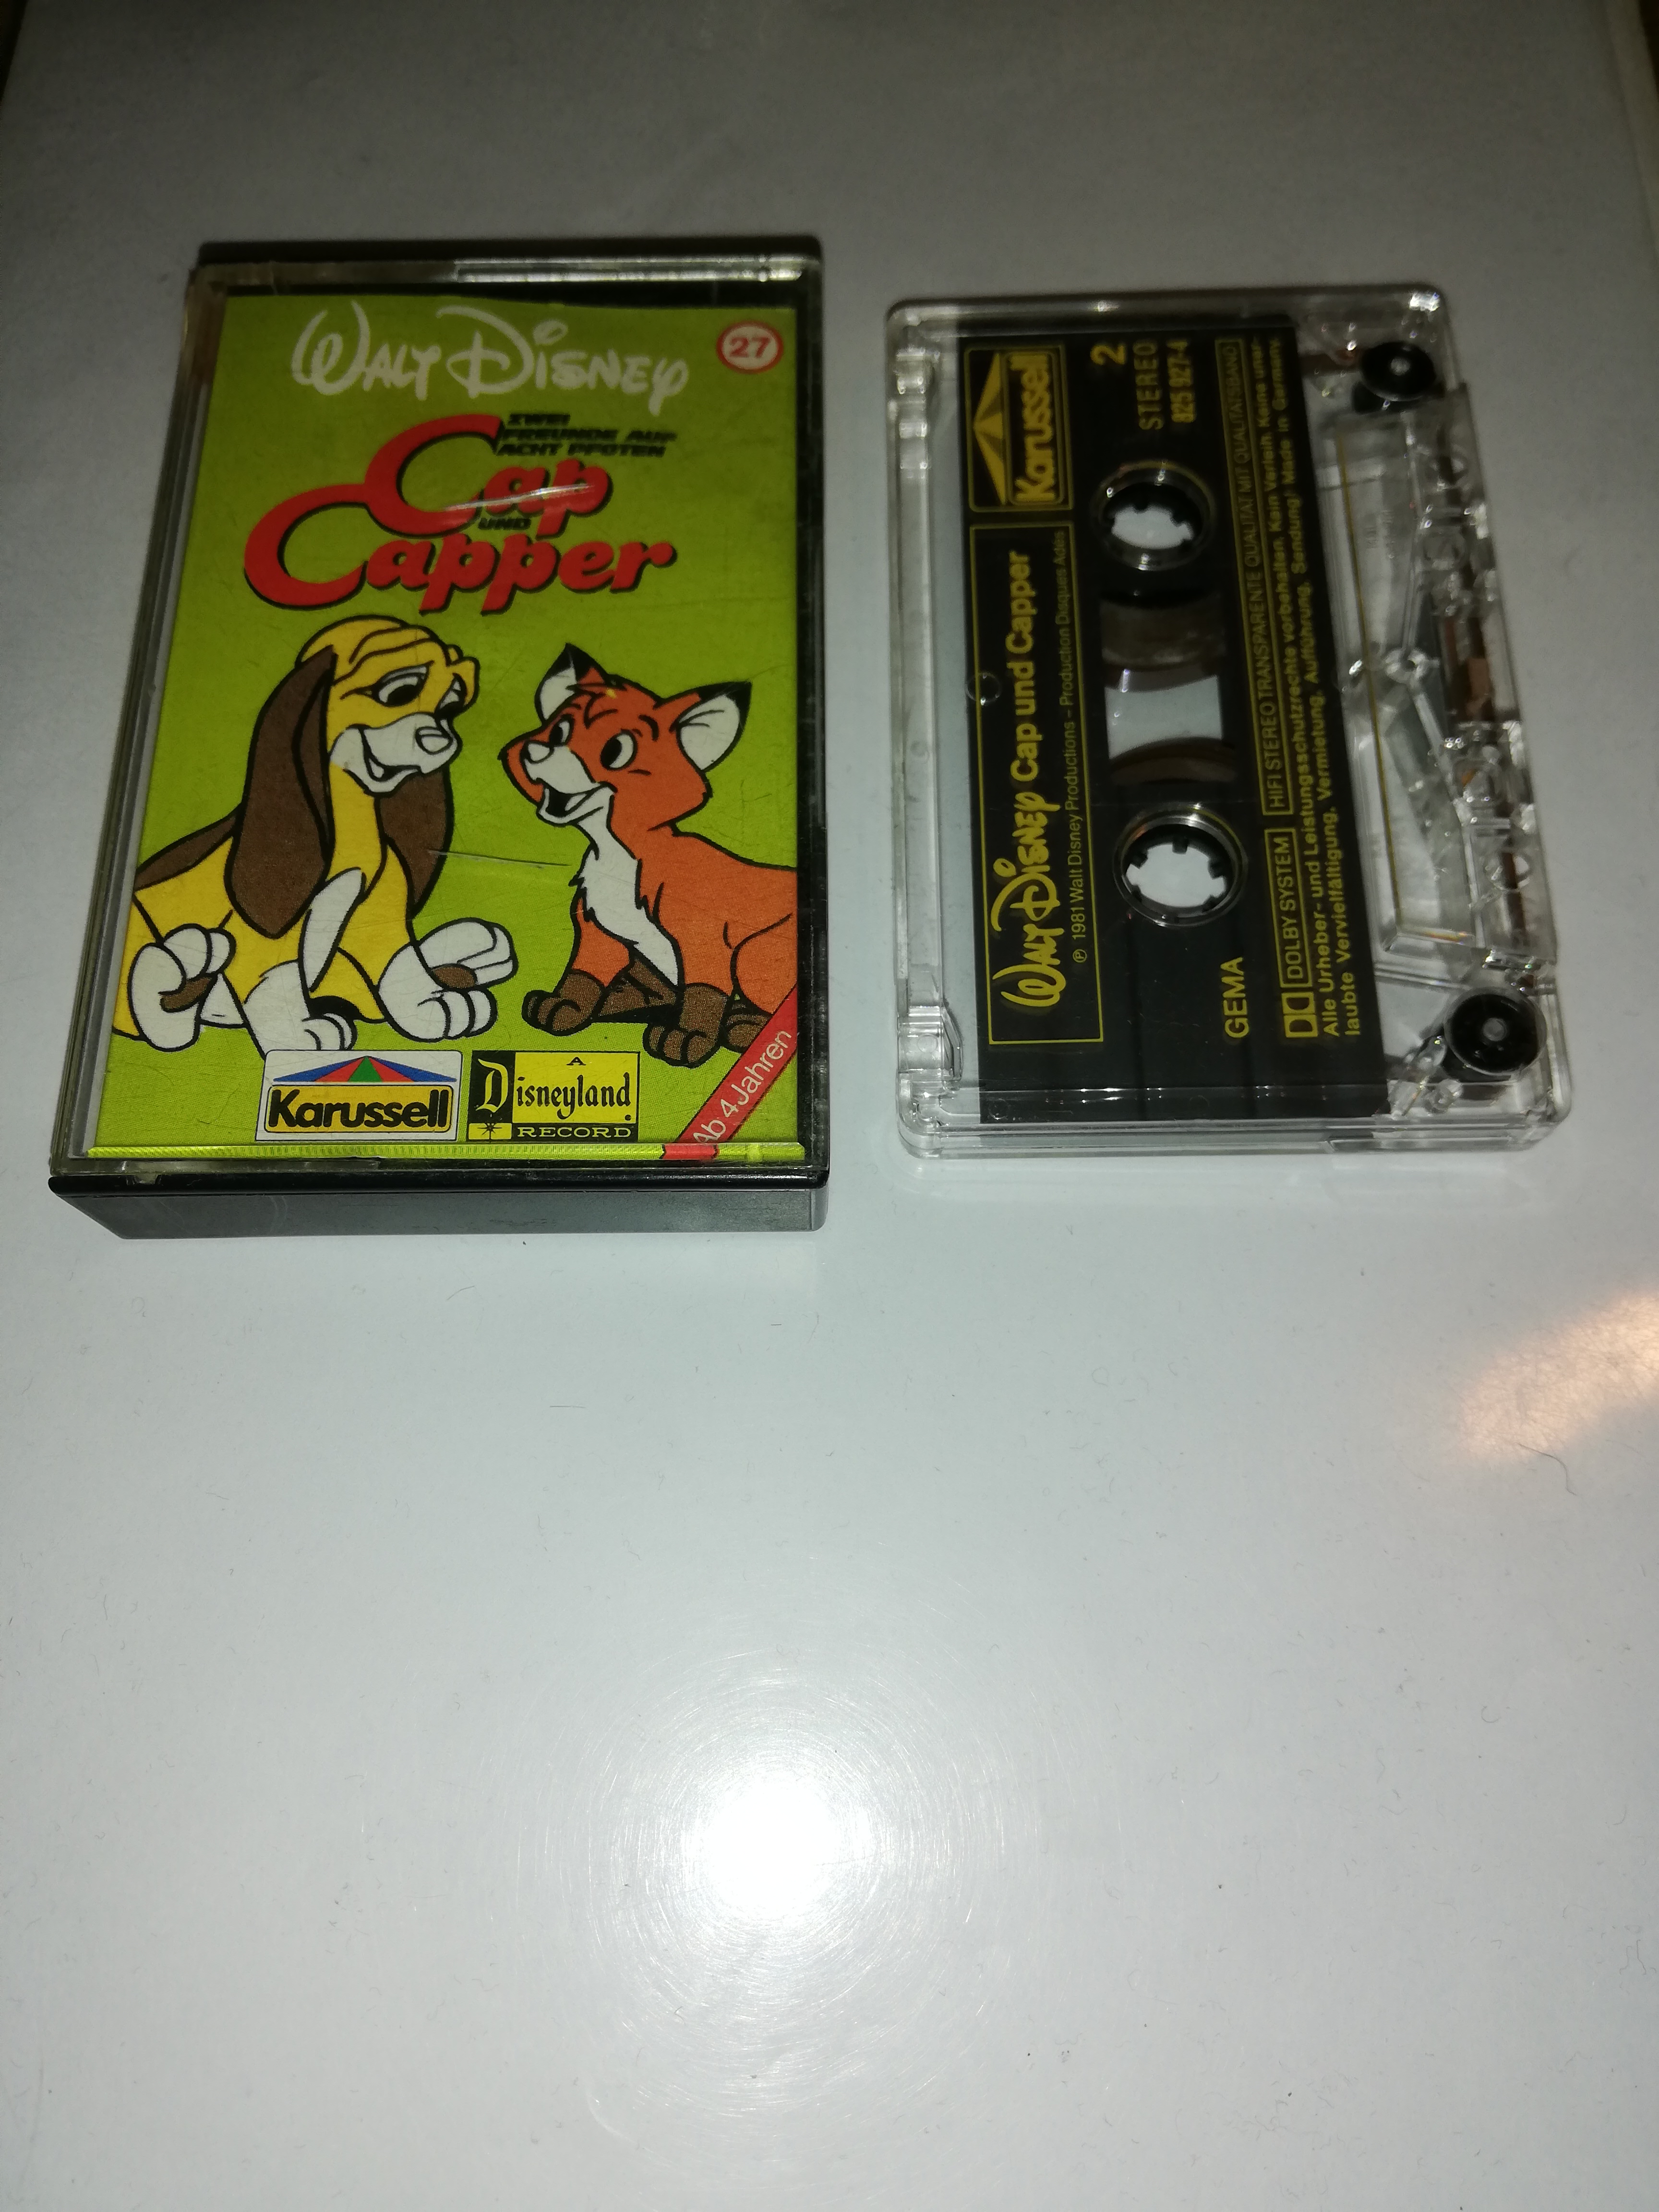 WALT DISNEY
27
ZWEI
FREUNDE AUF
ACHT PFOTEN
Cap
UND
Capper
Karussell
A
Disneyland
RECORD
Ab 4 Jahren
Karussell
2
STEREO
825 927-4
WALT DISNEY Cap und Capper
℗ 1981 Walt Disney Productions – Production Disques Adès
GEMA
DOLBY SYSTEM HIFI STEREO TRANSPARENTE QUALITÄT MIT QUALITÄTSBAND
Alle Urheber- und Leistungsschutzrechte vorbehalten. Kein Verleih. Keine uner-
laubte Vervielfältigung, Vermietung, Aufführung, Sendung! Made in Germany